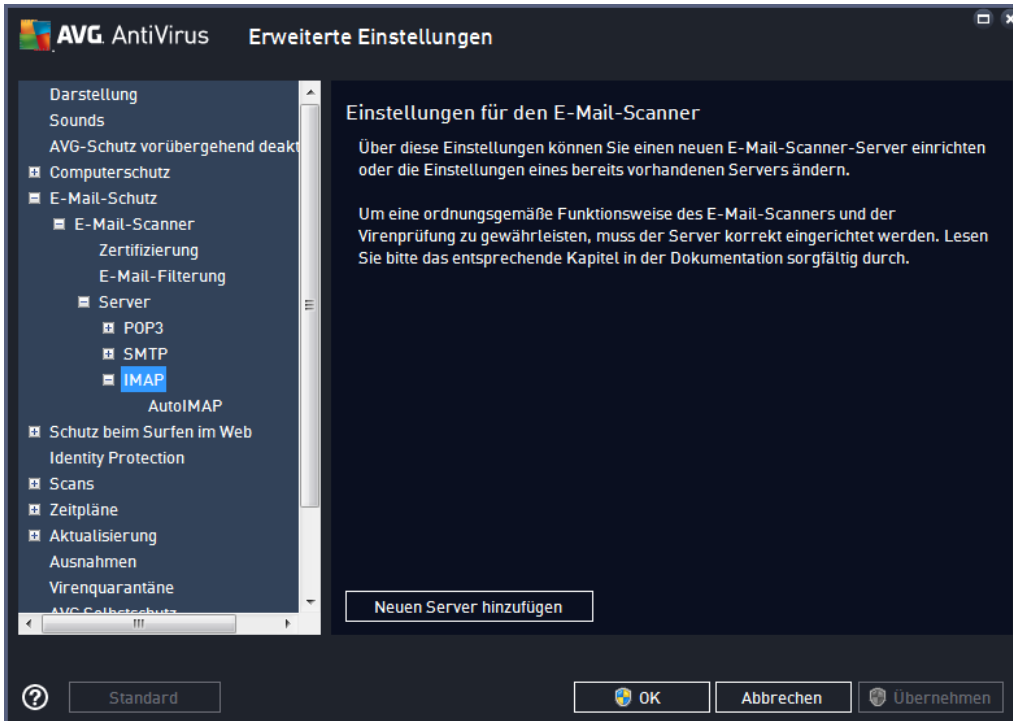 AVG. AntiVirus Erweiterte Einstellungen
Darstellung
Sounds
AVG-Schutz vorübergehend deakt
Computerschutz
E-Mail-Schutz
E-Mail-Scanner
Zertifizierung
E-Mail-Filterung
Server
POP3
SMTP
IMAP
AutoIMAP
Schutz beim Surfen im Web
Identity Protection
Scans
Zeitpläne
Aktualisierung
Ausnahmen
Virenquarantäne
AVG Selbstschutz
Einstellungen für den E-Mail-Scanner
Über diese Einstellungen können Sie einen neuen E-Mail-Scanner-Server einrichten
oder die Einstellungen eines bereits vorhandenen Servers ändern.
Um eine ordnungsgemäße Funktionsweise des E-Mail-Scanners und der
Virenprüfung zu gewährleisten, muss der Server korrekt eingerichtet werden. Lesen
Sie bitte das entsprechende Kapitel in der Dokumentation sorgfältig durch.
Neuen Server hinzufügen
Standard
OK
Abbrechen
Übernehmen